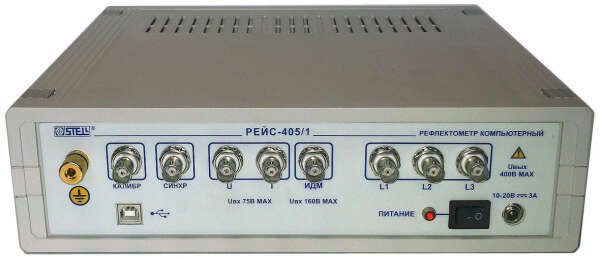 STELL®
РЕЙС-405/1
РЕФЛЕКТОМЕТР КОМПЬЮТЕРНЫЙ
КАЛИБР
СИНХР
U
I
ИДМ
L1
L2
L3
Uвых
400В MAX
Uвх 75В MAX
Uвх 160В MAX
10-20В 3А
ПИТАНИЕ